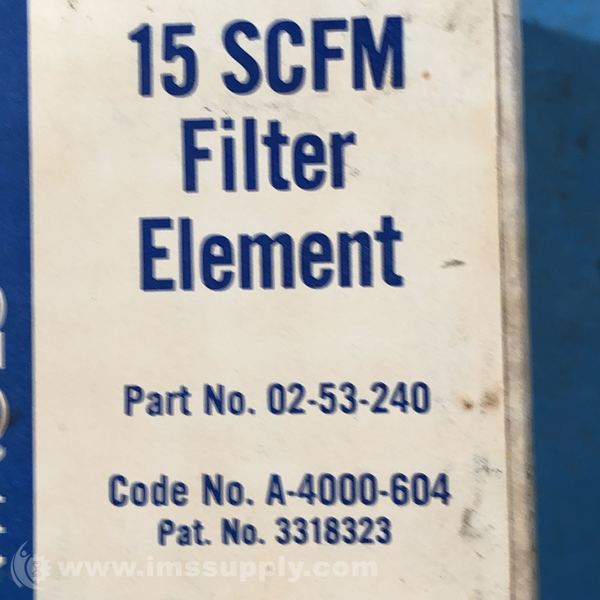 15 SCFM
Filter
Element
Part No. 02-53-240
Code No. A-4000-604
Pat. No. 3318323
www.imssupply.com